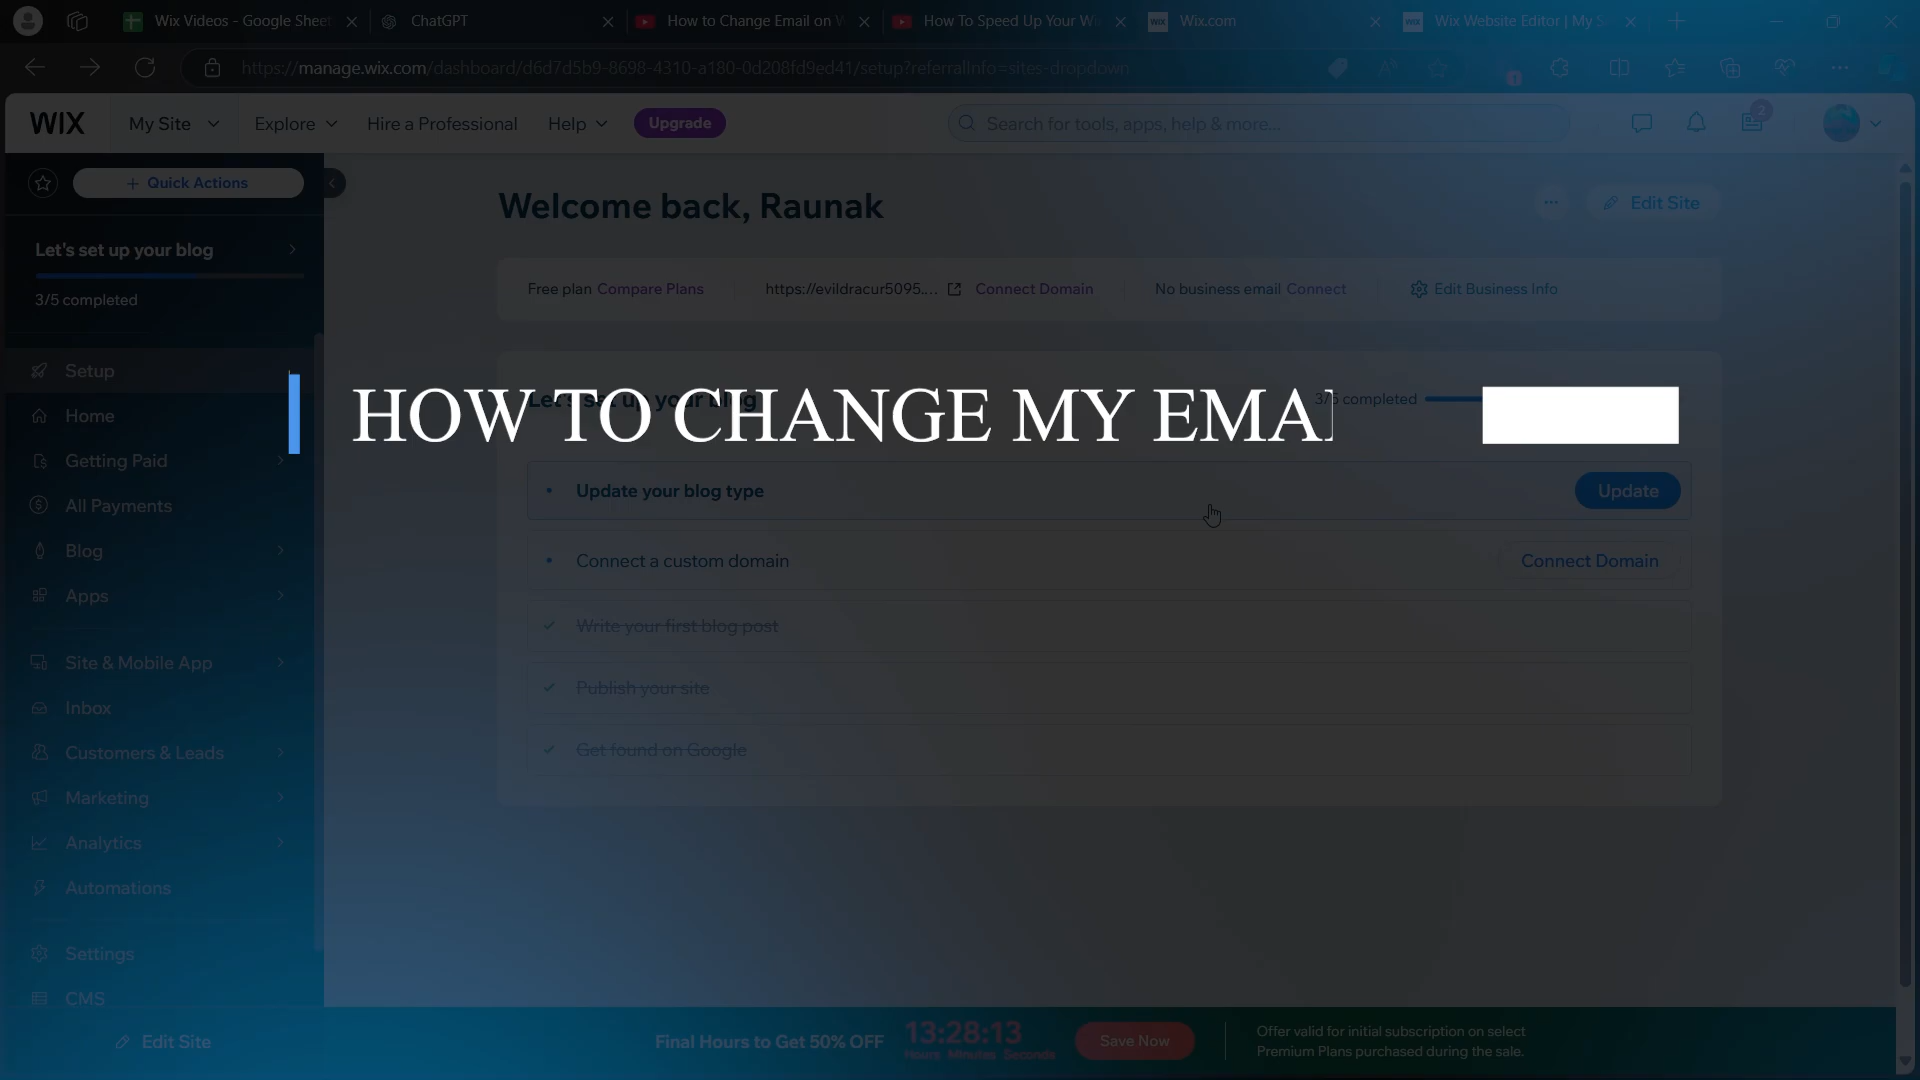 Wix Videos - Google Sheet
ChatGPT
How to Change Email on W
How To Speed Up Your Wi
Wix.com
Wix Website Editor | My S
https://manage.wix.com/dashboard/d6d7d5b9-8698-4310-a180-0d208fd9ed41/setup?referralInfo=sites-dropdown
WIX
My Site
Explore
Hire a Professional
Help
Upgrade
Search for tools, apps, help & more...
2
+ Quick Actions
Welcome back, Raunak
Edit Site
Let's set up your blog
3/5 completed
Free plan Compare Plans
https://evildracur5095....
Connect Domain
No business email Connect
Edit Business Info
Setup
Home
Getting Paid
All Payments
Blog
Apps
Site & Mobile App
Inbox
Customers & Leads
Marketing
Analytics
Automations
Settings
CMS
Edit Site
HOW TO CHANGE MY EMAI
Let's set up your blog
3/5 completed
Update your blog type
Update
Connect a custom domain
Connect Domain
Write your first blog post
Publish your site
Get found on Google
Final Hours to Get 50% OFF
13:28:13
Hours Minutes Seconds
Save Now
Offer valid for initial subscription on select
Premium Plans purchased during the sale.